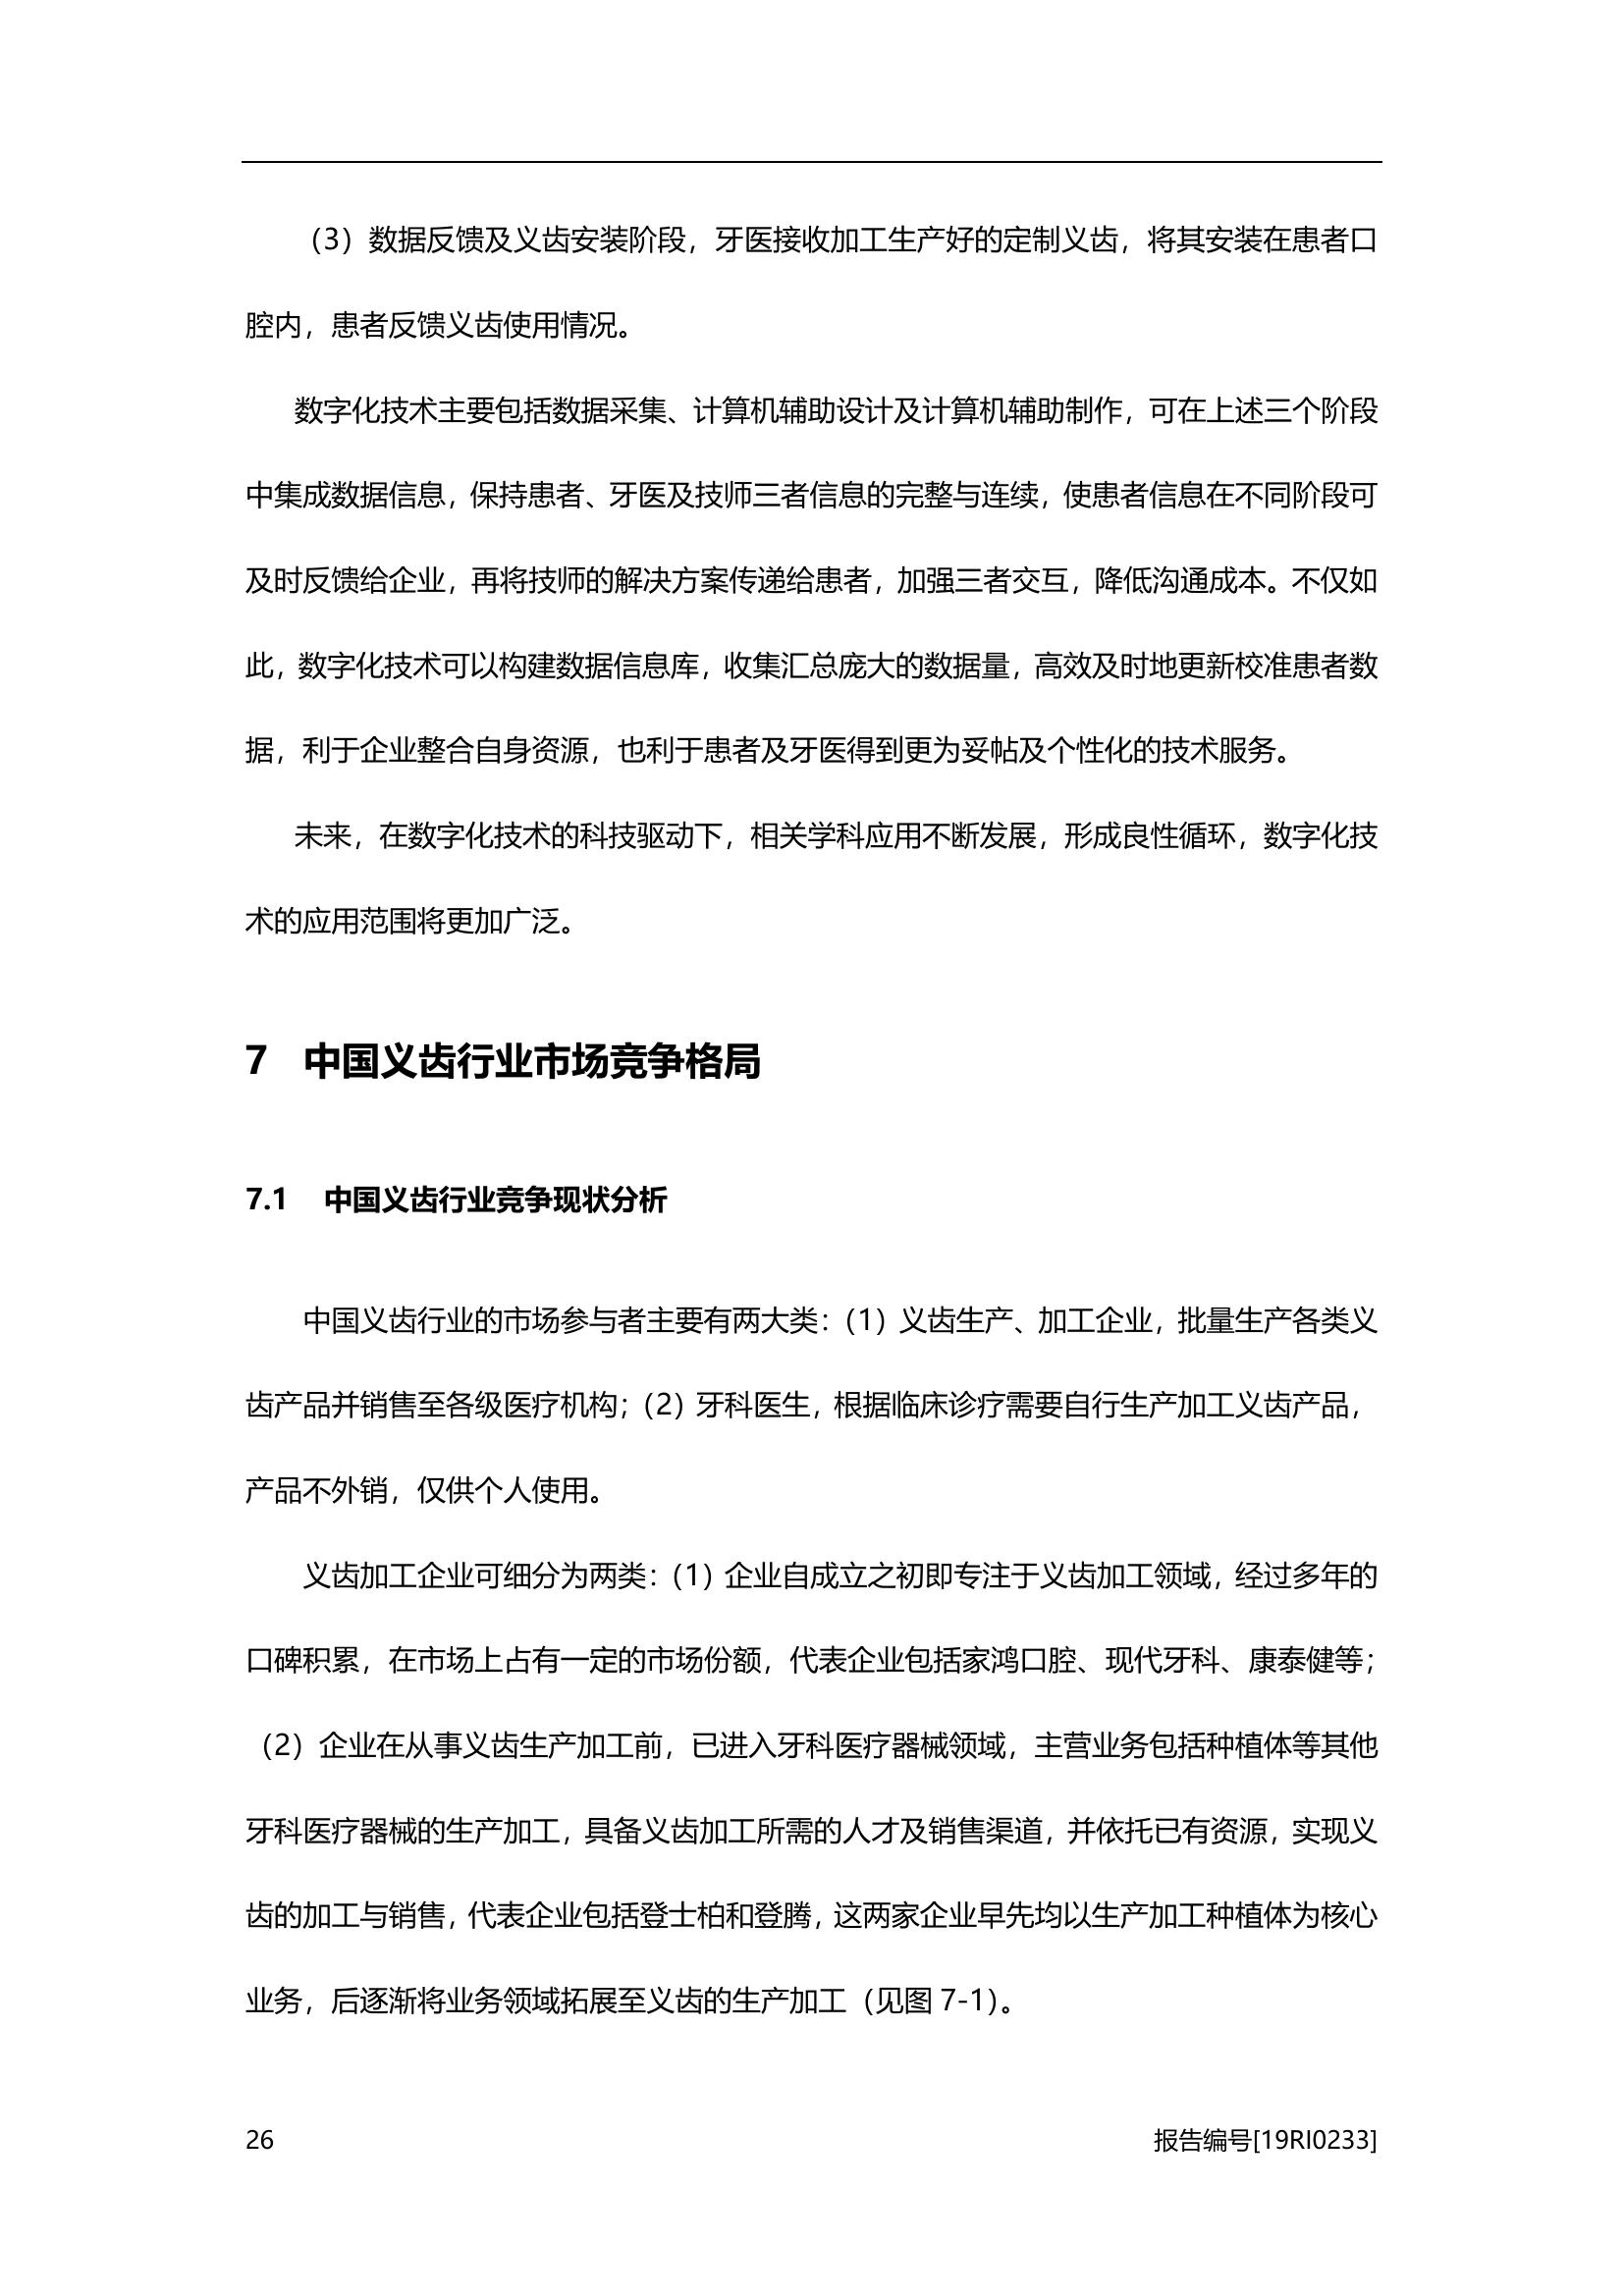 （3）数据反馈及义齿安装阶段，牙医接收加工生产好的定制义齿，将其安装在患者口
腔内，患者反馈义齿使用情况。
数字化技术主要包括数据采集、计算机辅助设计及计算机辅助制作，可在上述三个阶段
中集成数据信息，保持患者、牙医及技师三者信息的完整与连续，使患者信息在不同阶段可
及时反馈给企业，再将技师的解决方案传递给患者，加强三者交互，降低沟通成本。不仅如
此，数字化技术可以构建数据信息库，收集汇总庞大的数据量，高效及时地更新校准患者数
据，利于企业整合自身资源，也利于患者及牙医得到更为妥帖及个性化的技术服务。
未来，在数字化技术的科技驱动下，相关学科应用不断发展，形成良性循环，数字化技
术的应用范围将更加广泛。
7 中国义齿行业市场竞争格局
7.1 中国义齿行业竞争现状分析
中国义齿行业的市场参与者主要有两大类：（1）义齿生产、加工企业，批量生产各类义
齿产品并销售至各级医疗机构；（2）牙科医生，根据临床诊疗需要自行生产加工义齿产品，
产品不外销，仅供个人使用。
义齿加工企业可细分为两类：（1）企业自成立之初即专注于义齿加工领域，经过多年的
口碑积累，在市场上占有一定的市场份额，代表企业包括家鸿口腔、现代牙科、康泰健等；
（2）企业在从事义齿生产加工前，已进入牙科医疗器械领域，主营业务包括种植体等其他
牙科医疗器械的生产加工，具备义齿加工所需的人才及销售渠道，并依托已有资源，实现义
齿的加工与销售，代表企业包括登士柏和登腾，这两家企业早先均以生产加工种植体为核心
业务，后逐渐将业务领域拓展至义齿的生产加工（见图 7-1）。
26 报告编号[19RI0233]